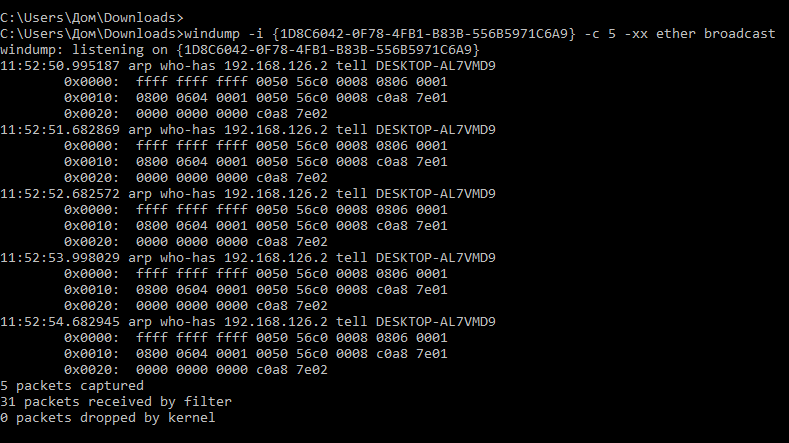 C:\Users\Дом\Downloads>
C:\Users\Дом\Downloads>windump -i {1D8C6042-0F78-4FB1-B83B-556B5971C6A9} -c 5 -xx ether broadcast
windump: listening on {1D8C6042-0F78-4FB1-B83B-556B5971C6A9}
11:52:50.995187 arp who-has 192.168.126.2 tell DESKTOP-AL7VMD9
0x0000:  ffff ffff ffff 0050 56c0 0008 0806 0001
0x0010:  0800 0604 0001 0050 56c0 0008 c0a8 7e01
0x0020:  0000 0000 0000 c0a8 7e02
11:52:51.682869 arp who-has 192.168.126.2 tell DESKTOP-AL7VMD9
0x0000:  ffff ffff ffff 0050 56c0 0008 0806 0001
0x0010:  0800 0604 0001 0050 56c0 0008 c0a8 7e01
0x0020:  0000 0000 0000 c0a8 7e02
11:52:52.682572 arp who-has 192.168.126.2 tell DESKTOP-AL7VMD9
0x0000:  ffff ffff ffff 0050 56c0 0008 0806 0001
0x0010:  0800 0604 0001 0050 56c0 0008 c0a8 7e01
0x0020:  0000 0000 0000 c0a8 7e02
11:52:53.998029 arp who-has 192.168.126.2 tell DESKTOP-AL7VMD9
0x0000:  ffff ffff ffff 0050 56c0 0008 0806 0001
0x0010:  0800 0604 0001 0050 56c0 0008 c0a8 7e01
0x0020:  0000 0000 0000 c0a8 7e02
11:52:54.682945 arp who-has 192.168.126.2 tell DESKTOP-AL7VMD9
0x0000:  ffff ffff ffff 0050 56c0 0008 0806 0001
0x0010:  0800 0604 0001 0050 56c0 0008 c0a8 7e01
0x0020:  0000 0000 0000 c0a8 7e02
5 packets captured
31 packets received by filter
0 packets dropped by kernel